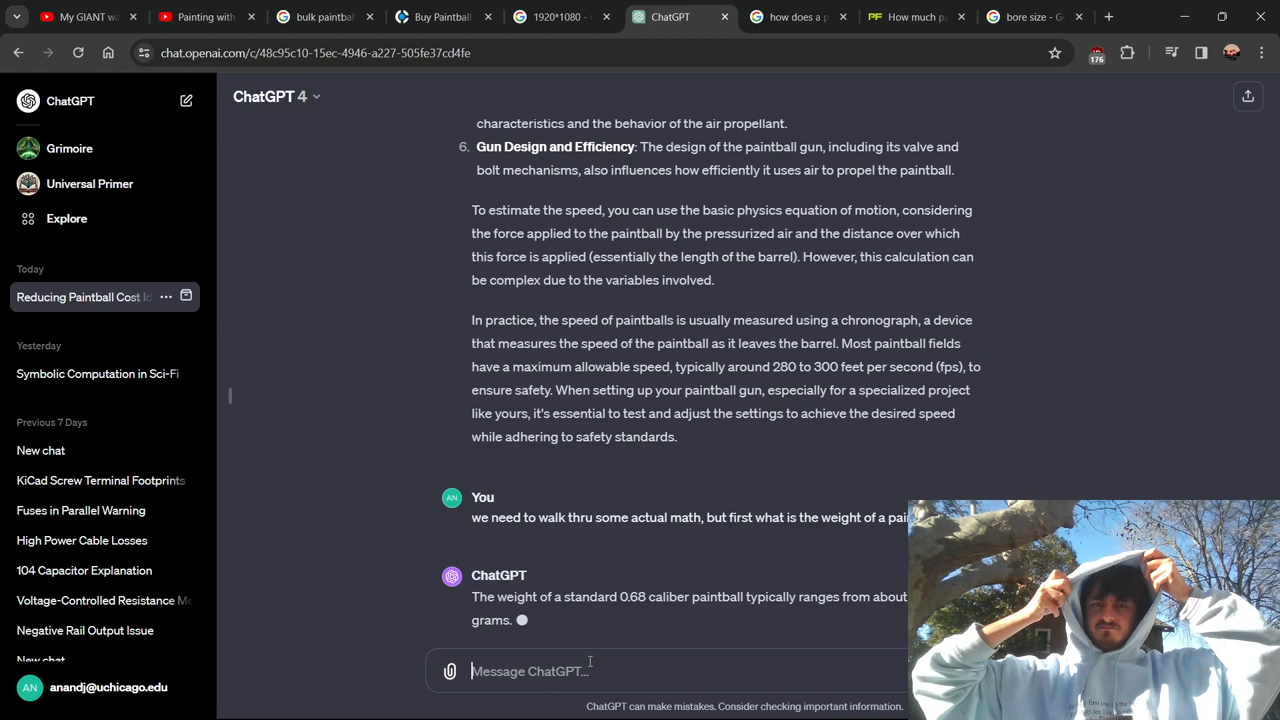 My GIANT wa
Painting with
bulk paintbal
Buy Paintball
1920*1080 -
ChatGPT
how does a p
How much p
bore size - G
chat.openai.com/c/48c95c10-15ec-4946-a227-505fe37cd4fe
176
ChatGPT
ChatGPT 4
Grimoire
Universal Primer
Explore
Today
Reducing Paintball Cost Id
Yesterday
Symbolic Computation in Sci-Fi
Previous 7 Days
New chat
KiCad Screw Terminal Footprints
Fuses in Parallel Warning
High Power Cable Losses
104 Capacitor Explanation
Voltage-Controlled Resistance Me
Negative Rail Output Issue
New chat
AN anandj@uchicago.edu
characteristics and the behavior of the air propellant.
6. Gun Design and Efficiency: The design of the paintball gun, including its valve and
bolt mechanisms, also influences how efficiently it uses air to propel the paintball.
To estimate the speed, you can use the basic physics equation of motion, considering
the force applied to the paintball by the pressurized air and the distance over which
this force is applied (essentially the length of the barrel). However, this calculation can
be complex due to the variables involved.
In practice, the speed of paintballs is usually measured using a chronograph, a device
that measures the speed of the paintball as it leaves the barrel. Most paintball fields
have a maximum allowable speed, typically around 280 to 300 feet per second (fps), to
ensure safety. When setting up your paintball gun, especially for a specialized project
like yours, it's essential to test and adjust the settings to achieve the desired speed
while adhering to safety standards.
AN You
we need to walk thru some actual math, but first what is the weight of a pai
ChatGPT
The weight of a standard 0.68 caliber paintball typically ranges from about
grams.
Message ChatGPT...
ChatGPT can make mistakes. Consider checking important information.